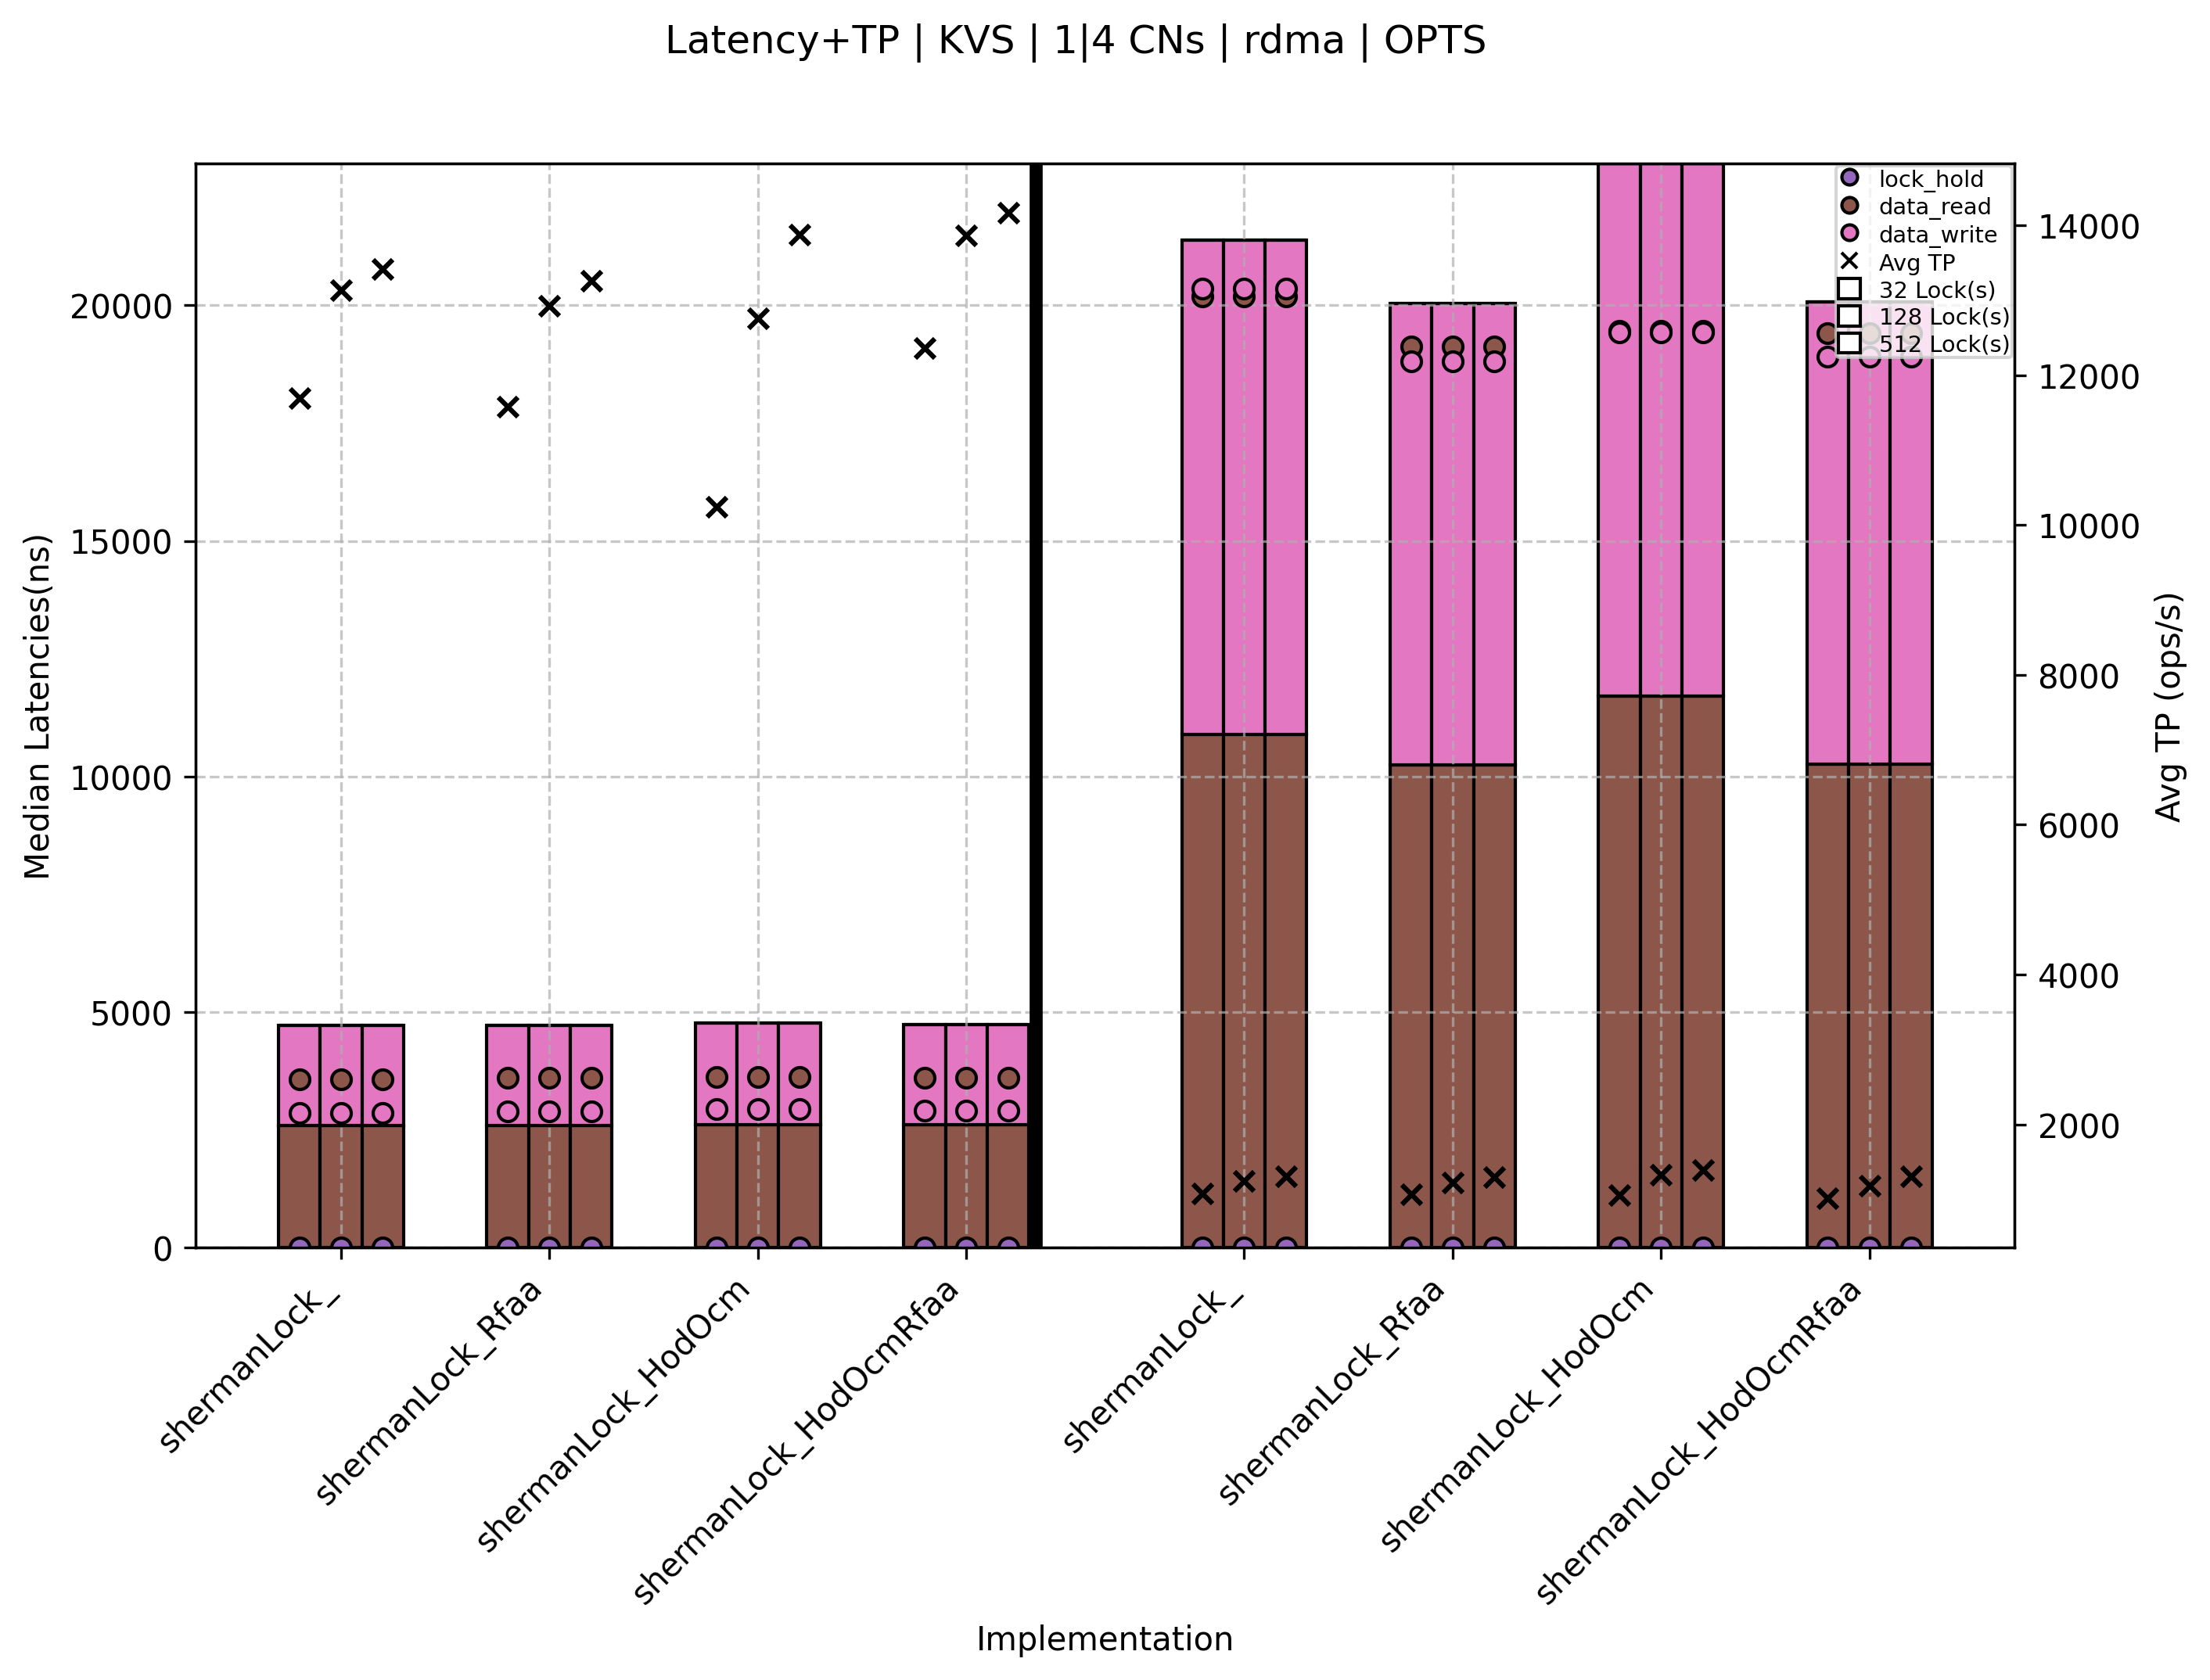 Latency+TP | KVS | 1|4 CNs | rdma | OPTS
lock_hold
data_read
data_write
Avg TP
32 Lock(s)
128 Lock(s)
512 Lock(s)
Median Latencies(ns)
20000
15000
10000
5000
0
14000
12000
10000
8000
6000
4000
2000
Avg TP (ops/s)
shermanLock_
shermanLock_Rfaa
shermanLock_HodOcm
shermanLock_HodOcmRfaa
shermanLock_
shermanLock_Rfaa
shermanLock_HodOcm
shermanLock_HodOcmRfaa
Implementation